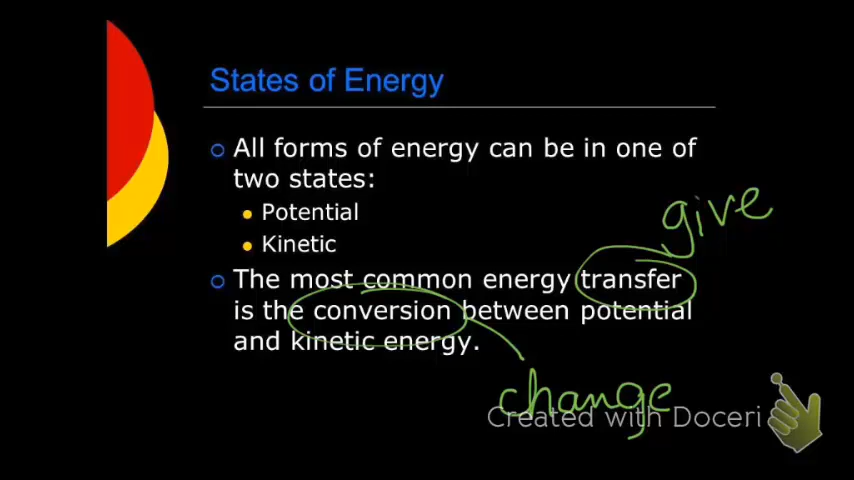 States of Energy
All forms of energy can be in one of
two states:
Potential
give
Kinetic
The most common energy transfer
is the conversion between potential
and kinetic energy.
change
Created with Doceri